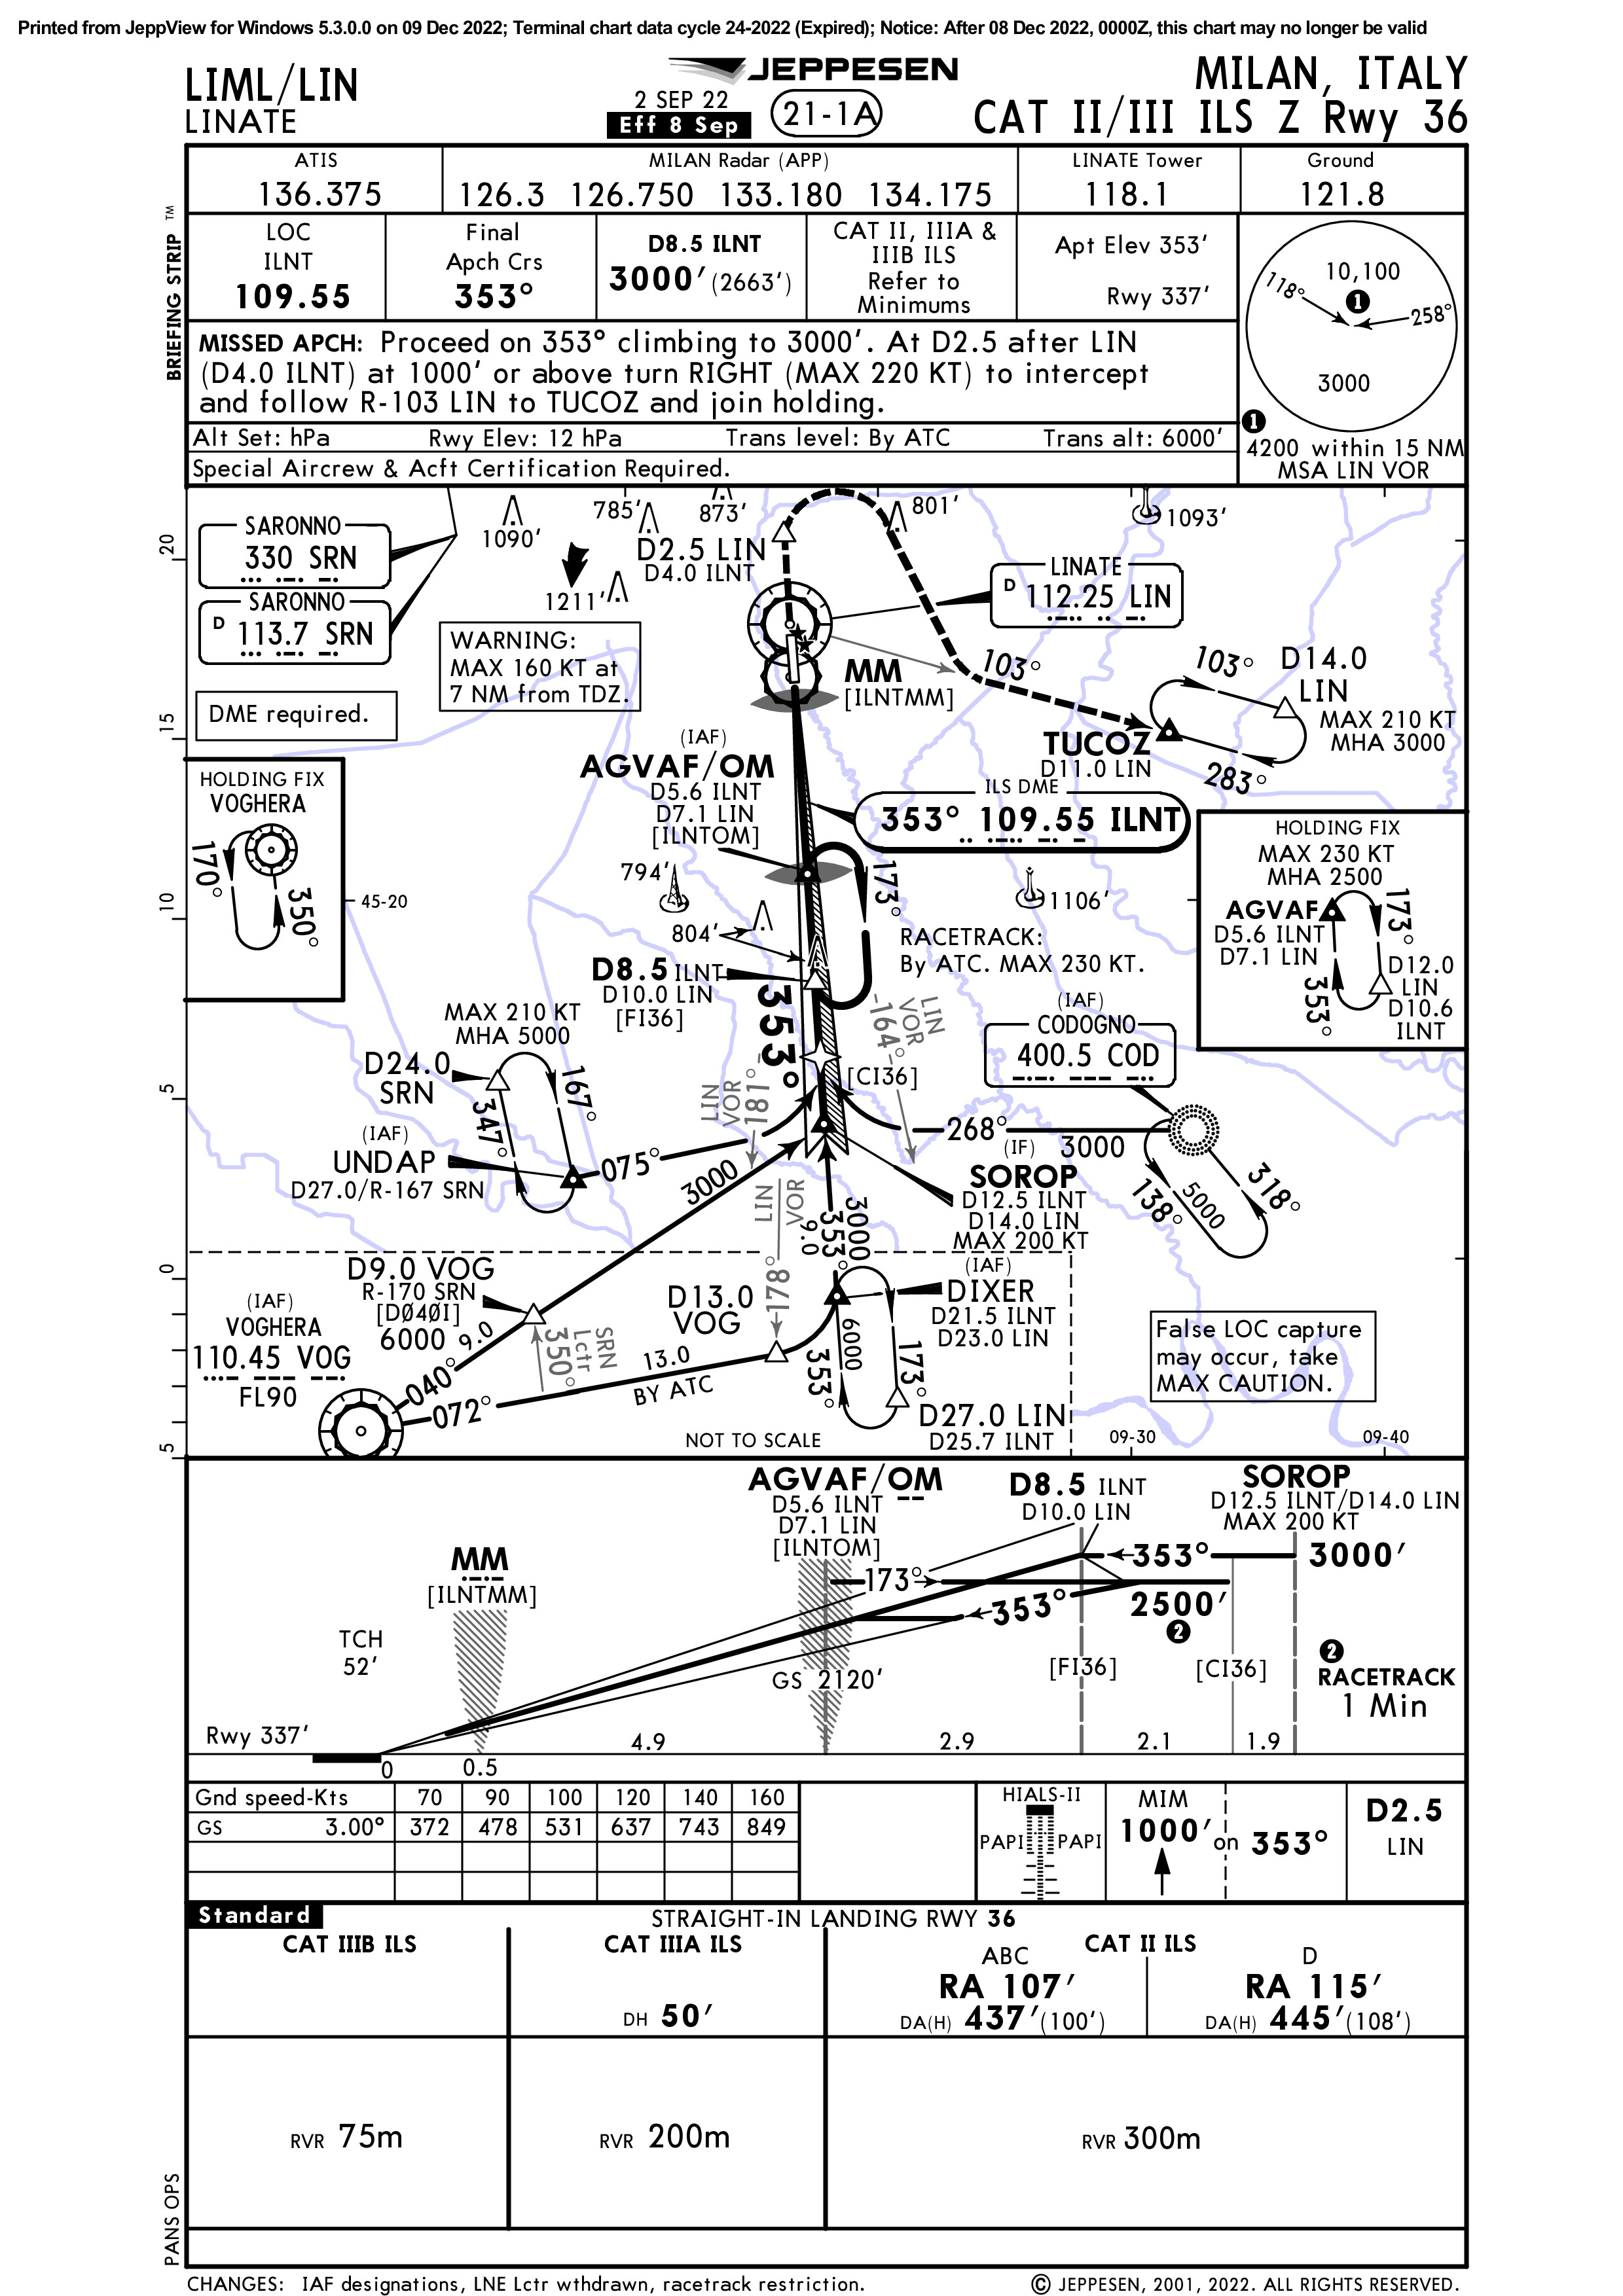 Printed from JeppView for Windows 5.3.0.0 on 09 Dec 2022; Terminal chart data cycle 24-2022 (Expired); Notice: After 08 Dec 2022, 0000Z, this chart may no longer be valid
LIML/LIN
LINATE
JEPPESEN
2 SEP 22
Eff 8 Sep
21-1A
MILAN, ITALY
CAT II/III ILS Z Rwy 36
BRIEFING STRIP TM
ATIS
136.375
MILAN Radar (APP)
126.3 126.750 133.180 134.175
LINATE Tower
118.1
Ground
121.8
LOC
ILNT
109.55
Final
Apch Crs
353°
D8.5 ILNT
3000′ (2663′)
CAT II, IIIA &
IIIB ILS
Refer to
Minimums
Apt Elev 353′
Rwy 337′
MISSED APCH: Proceed on 353° climbing to 3000′. At D2.5 after LIN
(D4.0 ILNT) at 1000′ or above turn RIGHT (MAX 220 KT) to intercept
and follow R-103 LIN to TUCOZ and join holding.
Alt Set: hPa Rwy Elev: 12 hPa Trans level: By ATC Trans alt: 6000′
Special Aircrew & Acft Certification Required.
118°
10,100
1
258°
3000
1
4200 within 15 NM
MSA LIN VOR
SARONNO
330 SRN
SARONNO
D 113.7 SRN
1090′
785′
873′
801′
1093′
1211′
D2.5 LIN
D4.0 ILNT
LINATE
D 112.25 LIN
WARNING:
MAX 160 KT at
7 NM from TDZ.
DME required.
MM
[ILNTMM]
103°
103°
D14.0
LIN
MAX 210 KT
MHA 3000
TUCOZ
D11.0 LIN
283°
(IAF)
AGVAF/OM
D5.6 ILNT
D7.1 LIN
[ILNTOM]
ILS DME
353° 109.55 ILNT
HOLDING FIX
VOGHERA
170°
350°
45-20
HOLDING FIX
MAX 230 KT
MHA 2500
AGVAF
D5.6 ILNT
D7.1 LIN
173°
353°
D12.0
LIN
D10.6
ILNT
794′
804′
173°
1106′
RACETRACK:
By ATC. MAX 230 KT.
D8.5 ILNT
D10.0 LIN
[FI36]
353°
LIN
VOR
164°
(IAF)
CODOGNO
400.5 COD
MAX 210 KT
MHA 5000
D24.0
SRN
167°
347°
LIN
VOR
181°
[CI36]
268°
3000
(IF)
SOROP
D12.5 ILNT
D14.0 LIN
MAX 200 KT
138°
5000
318°
(IAF)
UNDAP
D27.0/R-167 SRN
075°
3000
LIN
VOR
178°
9.0
353°
3000
D9.0 VOG
R-170 SRN
[DØ4ØI]
6000
9.0
(IAF)
VOGHERA
110.45 VOG
FL90
040°
072°
350°
Lctr
SRN
13.0
BY ATC
D13.0
VOG
(IAF)
DIXER
D21.5 ILNT
D23.0 LIN
6000
353°
173°
D27.0 LIN
D25.7 ILNT
NOT TO SCALE
False LOC capture
may occur, take
MAX CAUTION.
09-30
09-40
20
15
10
5
0
5
AGVAF/OM
D5.6 ILNT
D7.1 LIN
[ILNTOM]
D8.5 ILNT
D10.0 LIN
SOROP
D12.5 ILNT/D14.0 LIN
MAX 200 KT
MM
[ILNTMM]
353°
3000′
173°
353°
2500′
2
TCH
52′
GS 2120′
[FI36]
[CI36]
2
RACETRACK
1 Min
Rwy 337′
4.9
2.9
2.1
1.9
0
0.5
Gnd speed-Kts 70 90 100 120 140 160
GS 3.00° 372 478 531 637 743 849
HIALS-II
PAPI PAPI
MIM
1000′ on 353°
D2.5
LIN
Standard
STRAIGHT-IN LANDING RWY 36
CAT IIIB ILS
CAT IIIA ILS
CAT II ILS
ABC
D
RA 107′
RA 115′
DH 50′
DA(H) 437′(100′)
DA(H) 445′(108′)
RVR 75m
RVR 200m
RVR 300m
PANS OPS
CHANGES: IAF designations, LNE Lctr wthdrawn, racetrack restriction.
© JEPPESEN, 2001, 2022. ALL RIGHTS RESERVED.